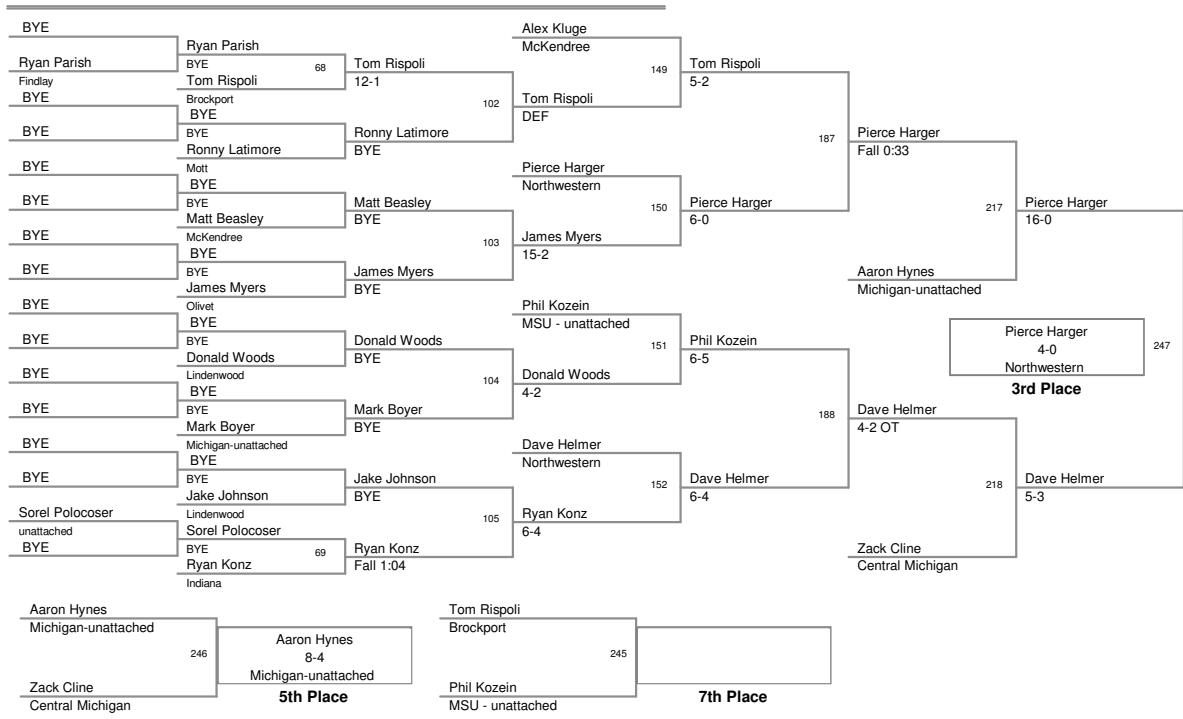 BYE
Ryan Parish
Findlay
BYE
BYE
BYE
BYE
BYE
BYE
BYE
BYE
BYE
BYE
BYE
BYE
Sorel Polocoser
unattached
BYE
Ryan Parish
BYE
68
Tom Rispoli
Brockport
BYE
BYE
Ronny Latimore
Mott
BYE
BYE
Matt Beasley
McKendree
BYE
BYE
James Myers
Olivet
BYE
BYE
Donald Woods
Lindenwood
BYE
BYE
Mark Boyer
Michigan-unattached
BYE
BYE
Jake Johnson
Lindenwood
Sorel Polocoser
BYE
69
Ryan Konz
Indiana
Tom Rispoli
12-1
102
Ronny Latimore
BYE
Matt Beasley
BYE
103
James Myers
BYE
Donald Woods
BYE
104
Mark Boyer
BYE
Jake Johnson
BYE
105
Ryan Konz
Fall 1:04
Alex Kluge
McKendree
149
Tom Rispoli
DEF
Pierce Harger
Northwestern
150
James Myers
15-2
Phil Kozein
MSU - unattached
151
Donald Woods
4-2
Dave Helmer
Northwestern
152
Ryan Konz
6-4
Tom Rispoli
5-2
187
Pierce Harger
6-0
Phil Kozein
6-5
188
Dave Helmer
6-4
Pierce Harger
Fall 0:33
217
Aaron Hynes
Michigan-unattached
Dave Helmer
4-2 OT
218
Zack Cline
Central Michigan
Pierce Harger
16-0
Pierce Harger
4-0
Northwestern
247
3rd Place
Dave Helmer
5-3
Aaron Hynes
Michigan-unattached
246
Zack Cline
Central Michigan
Aaron Hynes
8-4
Michigan-unattached
5th Place
Tom Rispoli
Brockport
245
Phil Kozein
MSU - unattached
7th Place